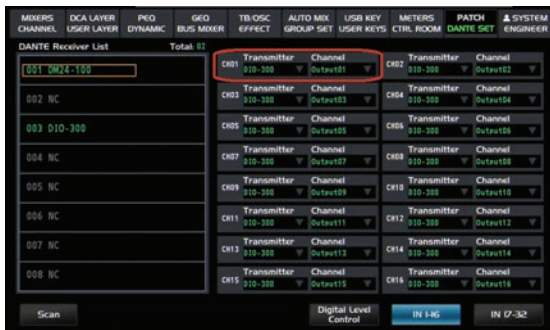 MIXERS DCA LAYER PEQ GEQ TB/OSC AUTO MIX USB KEY METERS PATCH SYSTEM
CHANNEL USER LAYER DYNAMIC BUS MIXER EFFECT GROUP SET USER KEYS CTRL ROOM DANTE SET ENGINEER
DANTE Receiver List Total: 02
001 DM24-100
002 NC
003 DIO-300
004 NC
005 NC
006 NC
007 NC
008 NC
Transmitter Channel Transmitter Channel
CH01 DIO-300 Output01 CH02 DIO-300 Output02
Transmitter Channel Transmitter Channel
CH03 DIO-300 Output03 CH04 DIO-300 Output04
Transmitter Channel Transmitter Channel
CH05 DIO-300 Output05 CH06 DIO-300 Output06
Transmitter Channel Transmitter Channel
CH07 DIO-300 Output07 CH08 DIO-300 Output08
Transmitter Channel Transmitter Channel
CH09 DIO-300 Output09 CH10 DIO-300 Output10
Transmitter Channel Transmitter Channel
CH11 DIO-300 Output11 CH12 DIO-300 Output12
Transmitter Channel Transmitter Channel
CH13 DIO-300 Output13 CH14 DIO-300 Output14
Transmitter Channel Transmitter Channel
CH15 DIO-300 Output15 CH16 DIO-300 Output16
Scan
Digital Level
Control
IN 1-16
IN 17-32